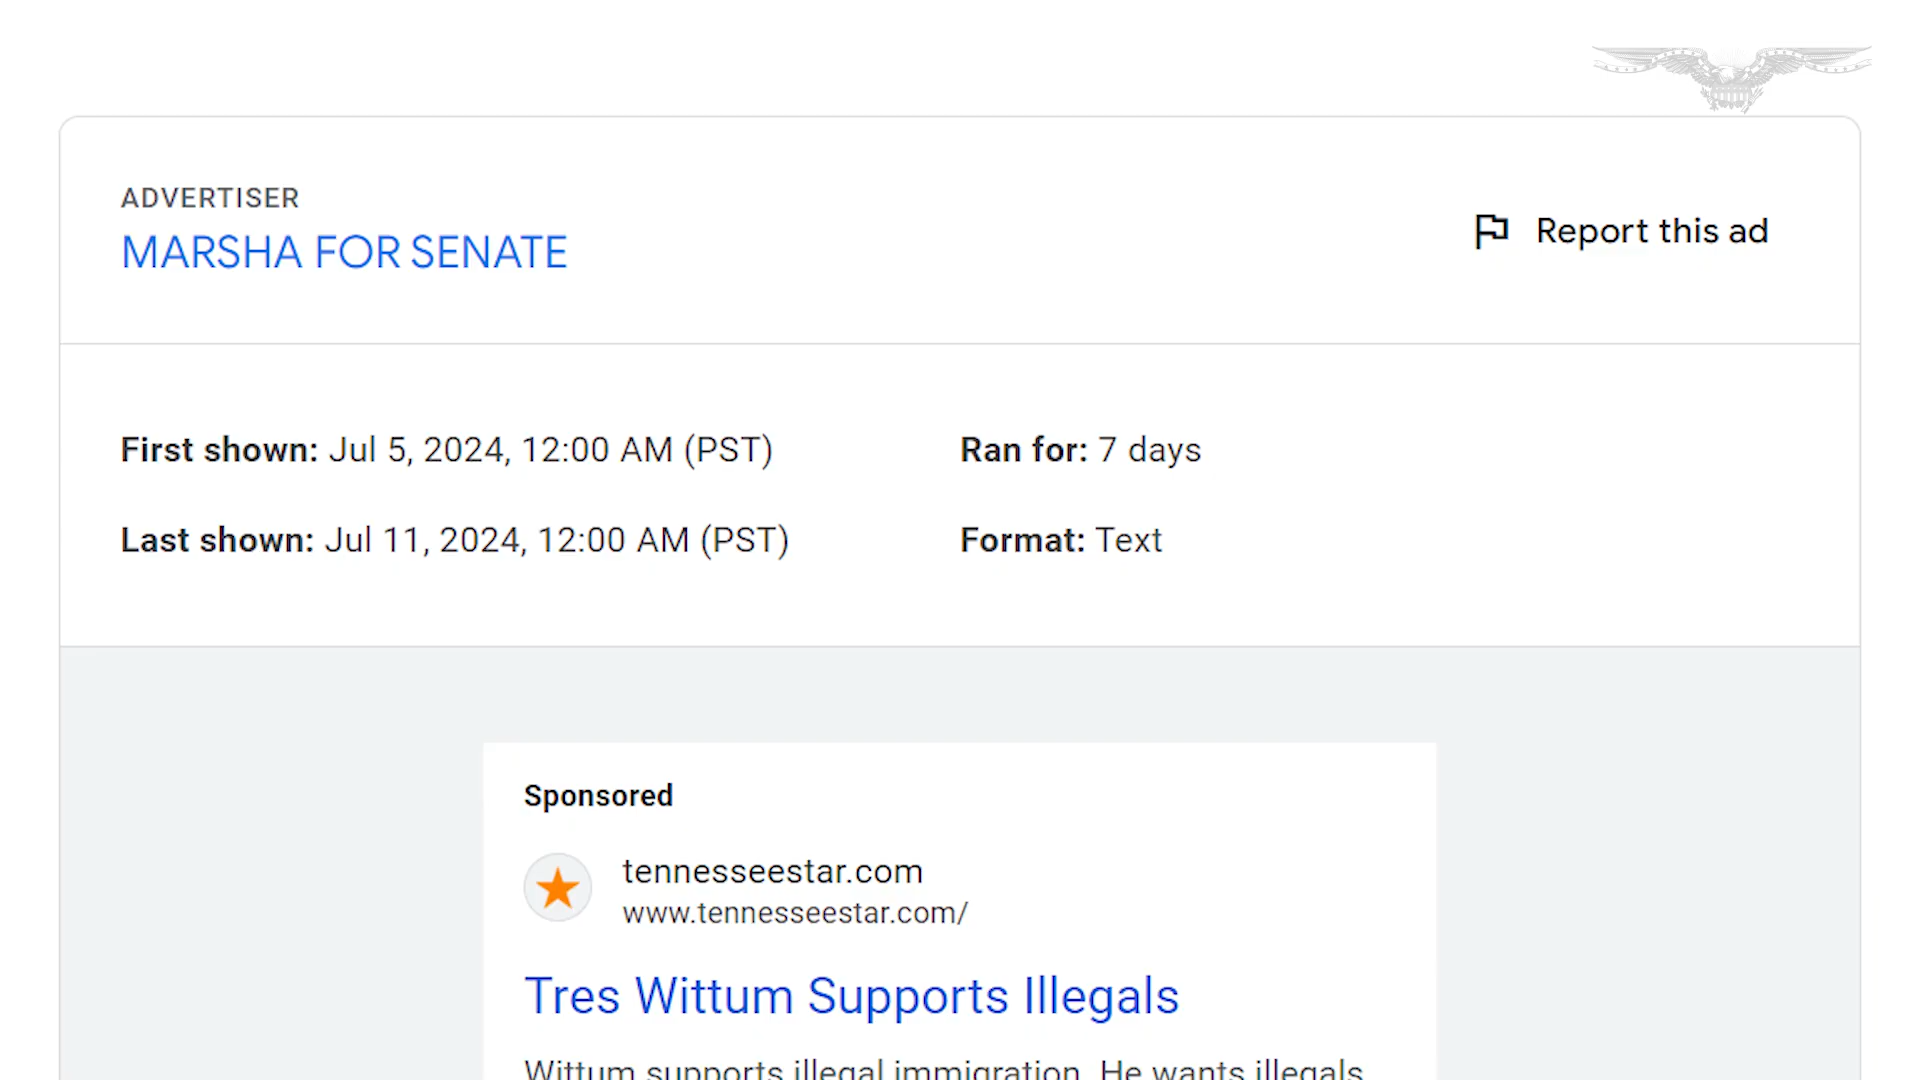 ADVERTISER
MARSHA FOR SENATE
Report this ad
First shown: Jul 5, 2024, 12:00 AM (PST)
Ran for: 7 days
Last shown: Jul 11, 2024, 12:00 AM (PST)
Format: Text
Sponsored
tennesseestar.com
www.tennesseestar.com/
Tres Wittum Supports Illegals
Wittum supports illegal immigration. He wants illegals